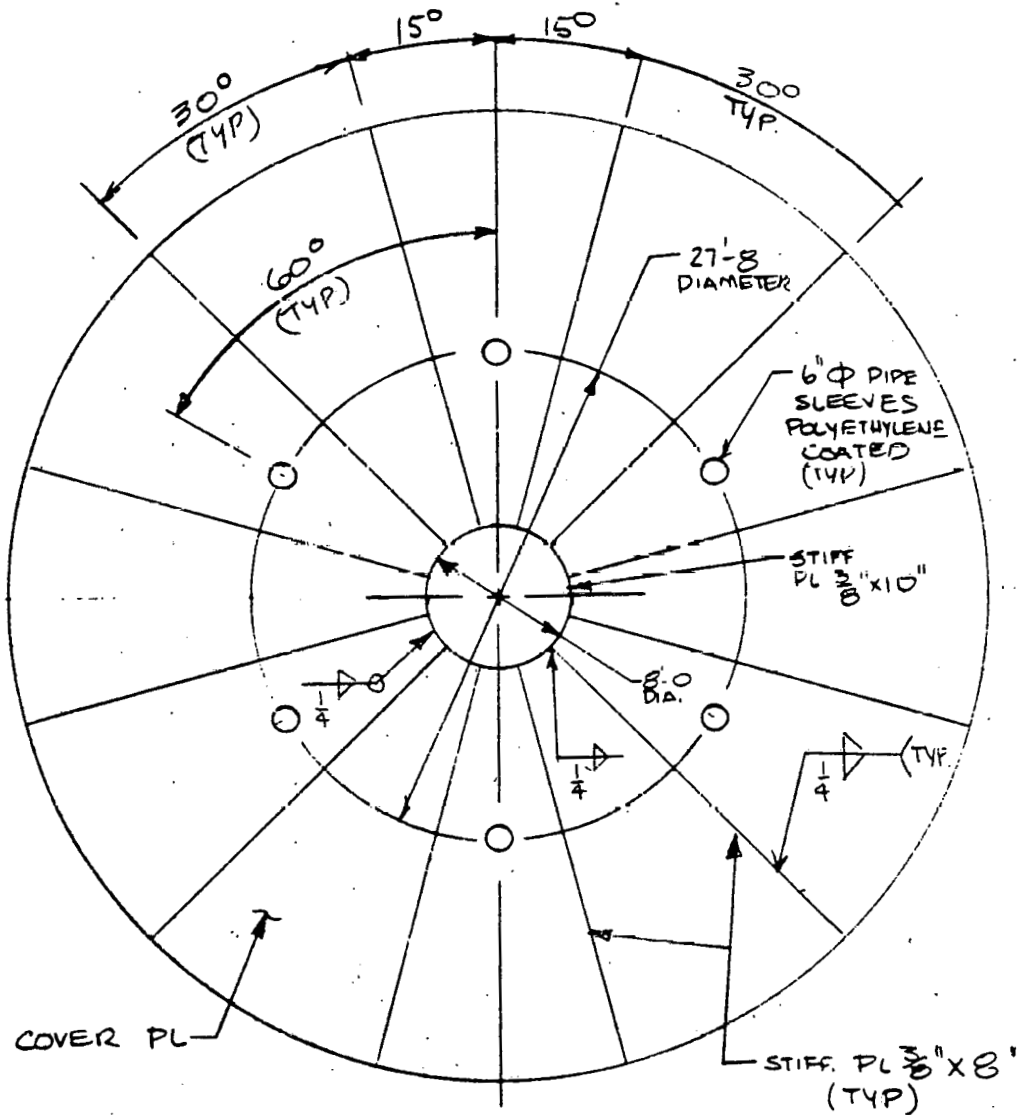 15°
15°
30°
(TYP)
30°
TYP.
60°
(TYP)
27'-8
DIAMETER
6"Φ PIPE
SLEEVES
POLYETHYLENE
COATED
(TYP)
STIFF
PL 3/8"x10"
8'-0
DIA.
1/4
1/4
1/4
(TYP.
COVER PL
STIFF. PL 3/8"x8"
(TYP)